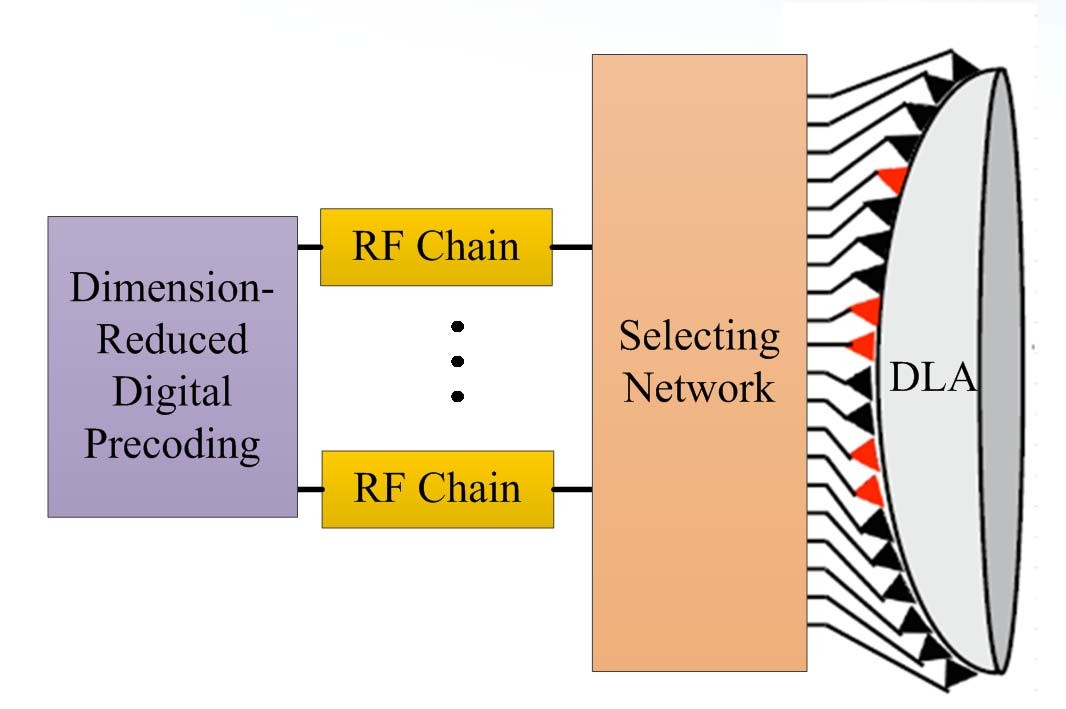 Dimension-
Reduced
Digital
Precoding
RF Chain
RF Chain
Selecting
Network
DLA